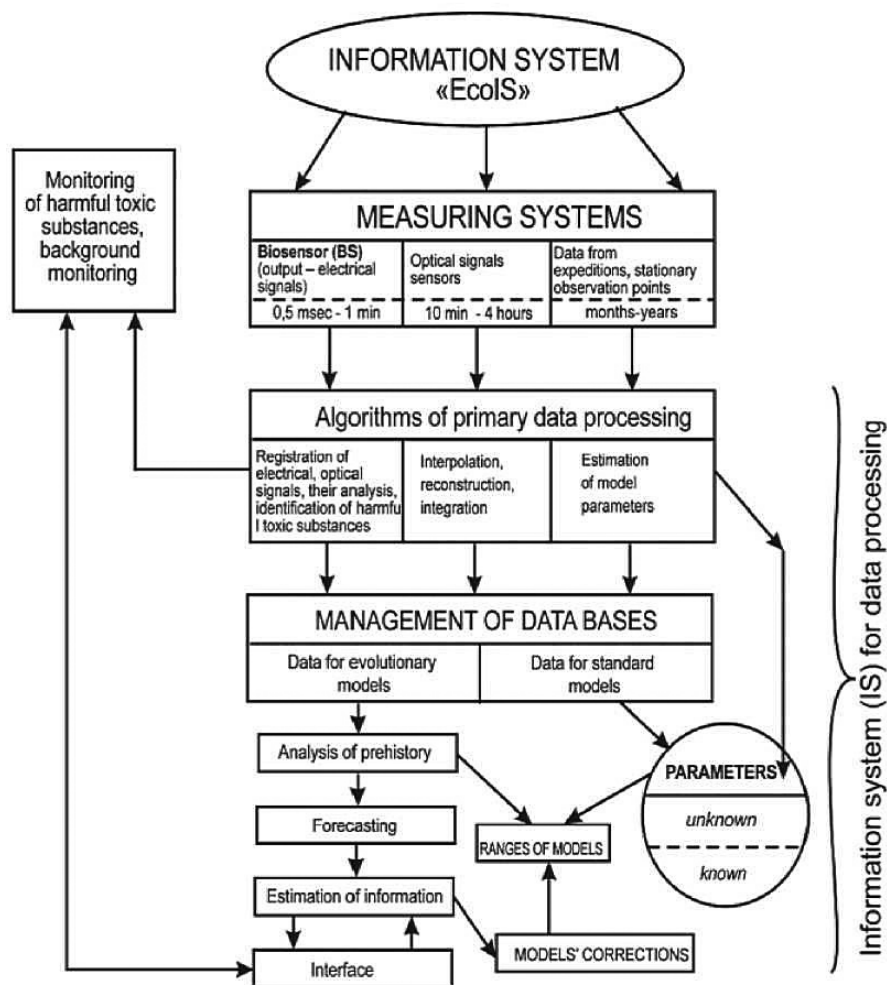 INFORMATION SYSTEM
«EcoIS»
Monitoring
of harmful toxic
substances,
background
monitoring
MEASURING SYSTEMS
Biosensor (BS)
(output – electrical
signals)
0,5 msec - 1 min
Optical signals
sensors
10 min - 4 hours
Data from
expeditions, stationary
observation points
months-years
Algorithms of primary data processing
Registration of
electrical, optical
signals, their analysis,
identification of harmfu
l toxic substances
Interpolation,
reconstruction,
integration
Estimation
of model
parameters
MANAGEMENT OF DATA BASES
Data for evolutionary
models
Data for standard
models
Analysis of prehistory
PARAMETERS
unknown
known
Forecasting
RANGES OF MODELS
Estimation of information
MODELS' CORRECTIONS
Interface
Information system (IS) for data processing